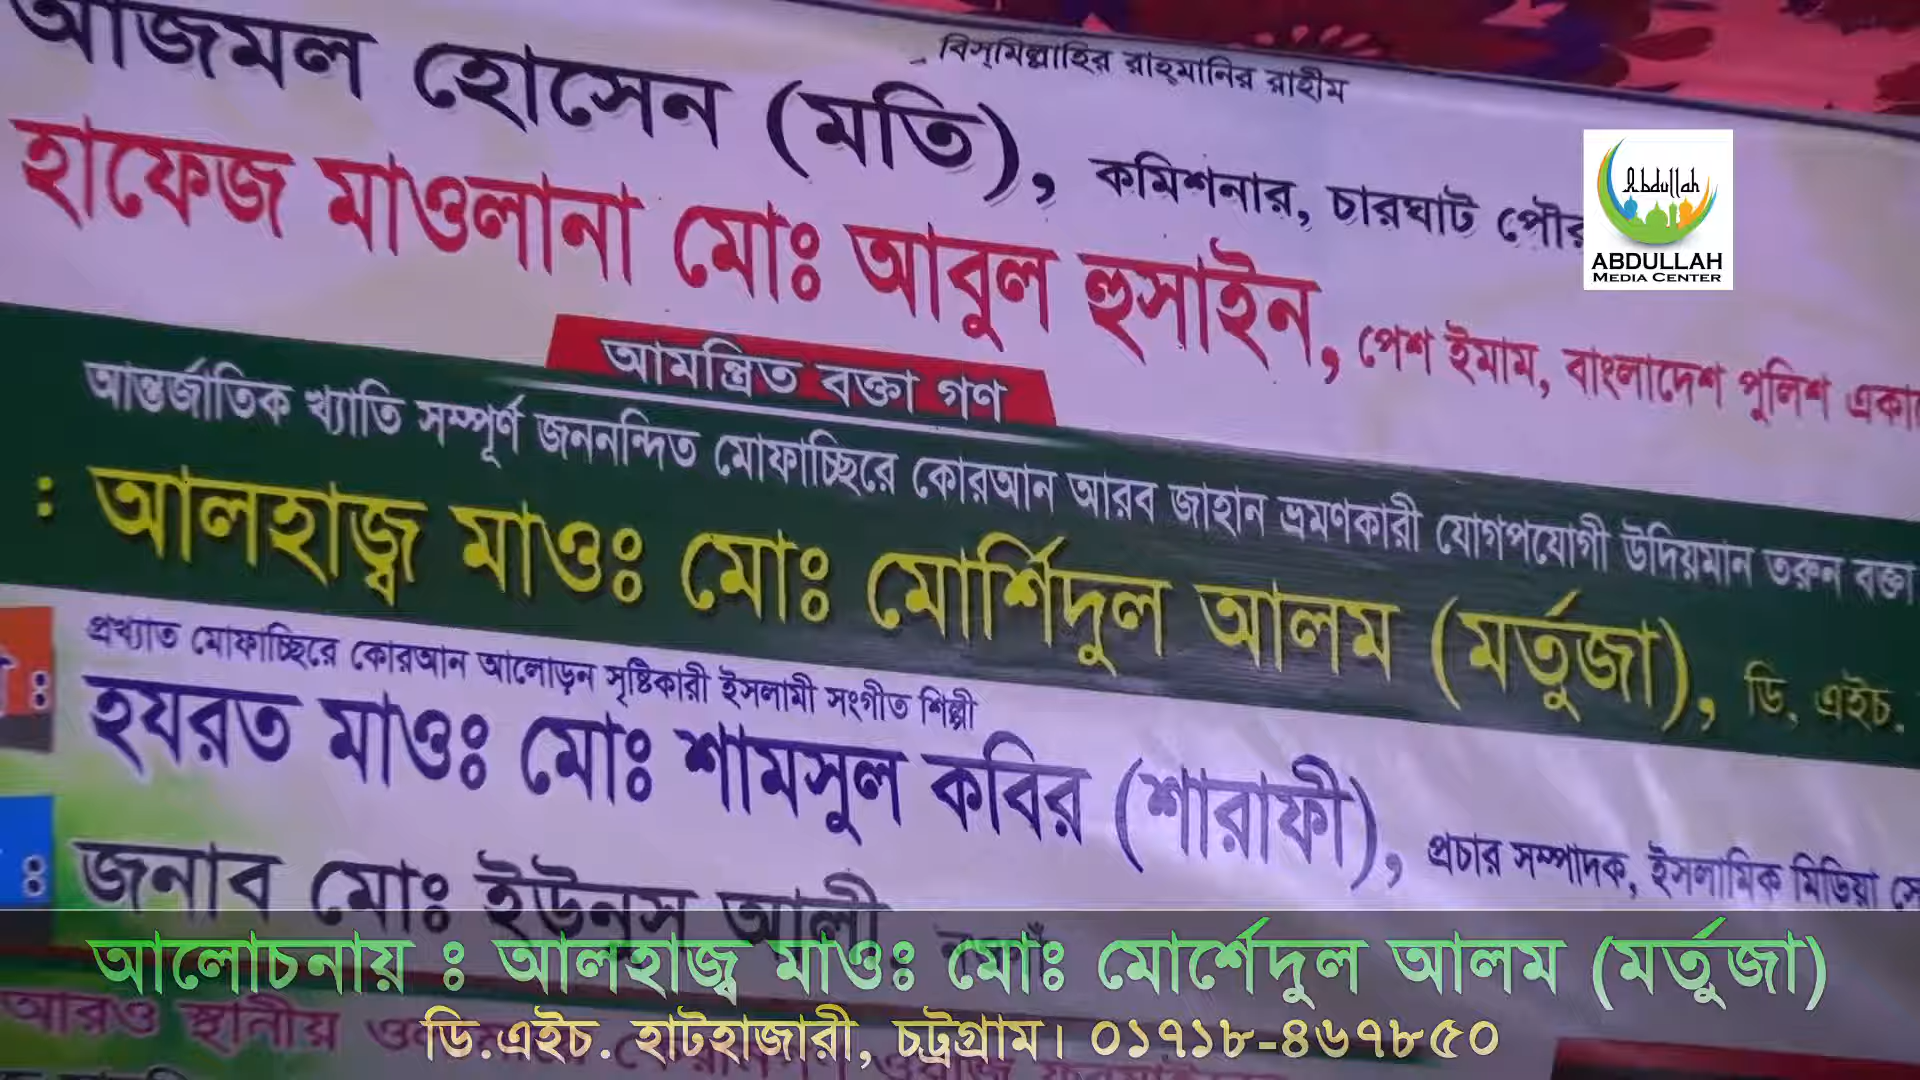 বিস্‌মিল্লাহির রাহ্‌মানির রাহীম
আজমল হোসেন (মতি), কমিশনার, চারঘাট পৌর
হাফেজ মাওলানা মোঃ আবুল হুসাইন, পেশ ইমাম, বাংলাদেশ পুলিশ একা
আমন্ত্রিত বক্তা গণ
আন্তর্জাতিক খ্যাতি সম্পূর্ণ জননন্দিত মোফাচ্ছিরে কোরআন আরব জাহান ভ্রমণকারী যোগপযোগী উদিয়মান তরুন বক্তা
: আলহাজ্ব মাওঃ মোঃ মোর্শিদুল আলম (মর্তুজা), ডি. এইচ.
প্রখ্যাত মোফাচ্ছিরে কোরআন আলোড়ন সৃষ্টিকারী ইসলামী সংগীত শিল্পী
: হযরত মাওঃ মোঃ শামসুল কবির (শারাফী), প্রচার সম্পাদক, ইসলামিক মিডিয়া সে
: জনাব মোঃ ইউনুস আলী,
আরও স্থানীয়
Abdullah
ABDULLAH
MEDIA CENTER
আলোচনায় : আলহাজ্ব মাওঃ মোঃ মোর্শেদুল আলম (মর্তুজা)
ডি.এইচ. হাটহাজারী, চট্রগ্রাম। ০১৭১৮-৪৬৭৮৫০